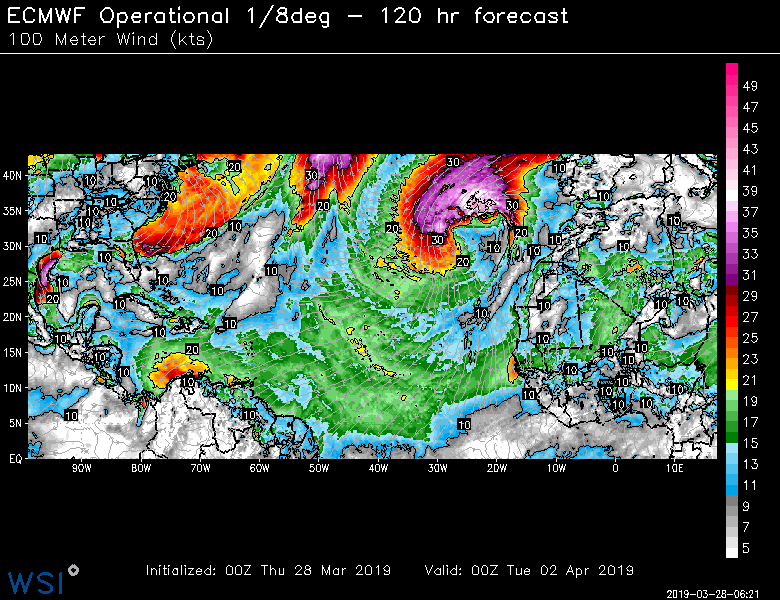 ECMWF Operational 1/8deg – 120 hr forecast
100 Meter Wind (kts)
49
47
45
43
41
39
37
35
33
31
29
27
25
23
21
19
17
15
13
11
9
7
5
40N
35N
30N
25N
20N
15N
10N
5N
EQ
90W 80W 70W 60W 50W 40W 30W 20W 10W 0 10E
Initialized: 00Z Thu 28 Mar 2019 Valid: 00Z Tue 02 Apr 2019
WSI
2019-03-28-06:21